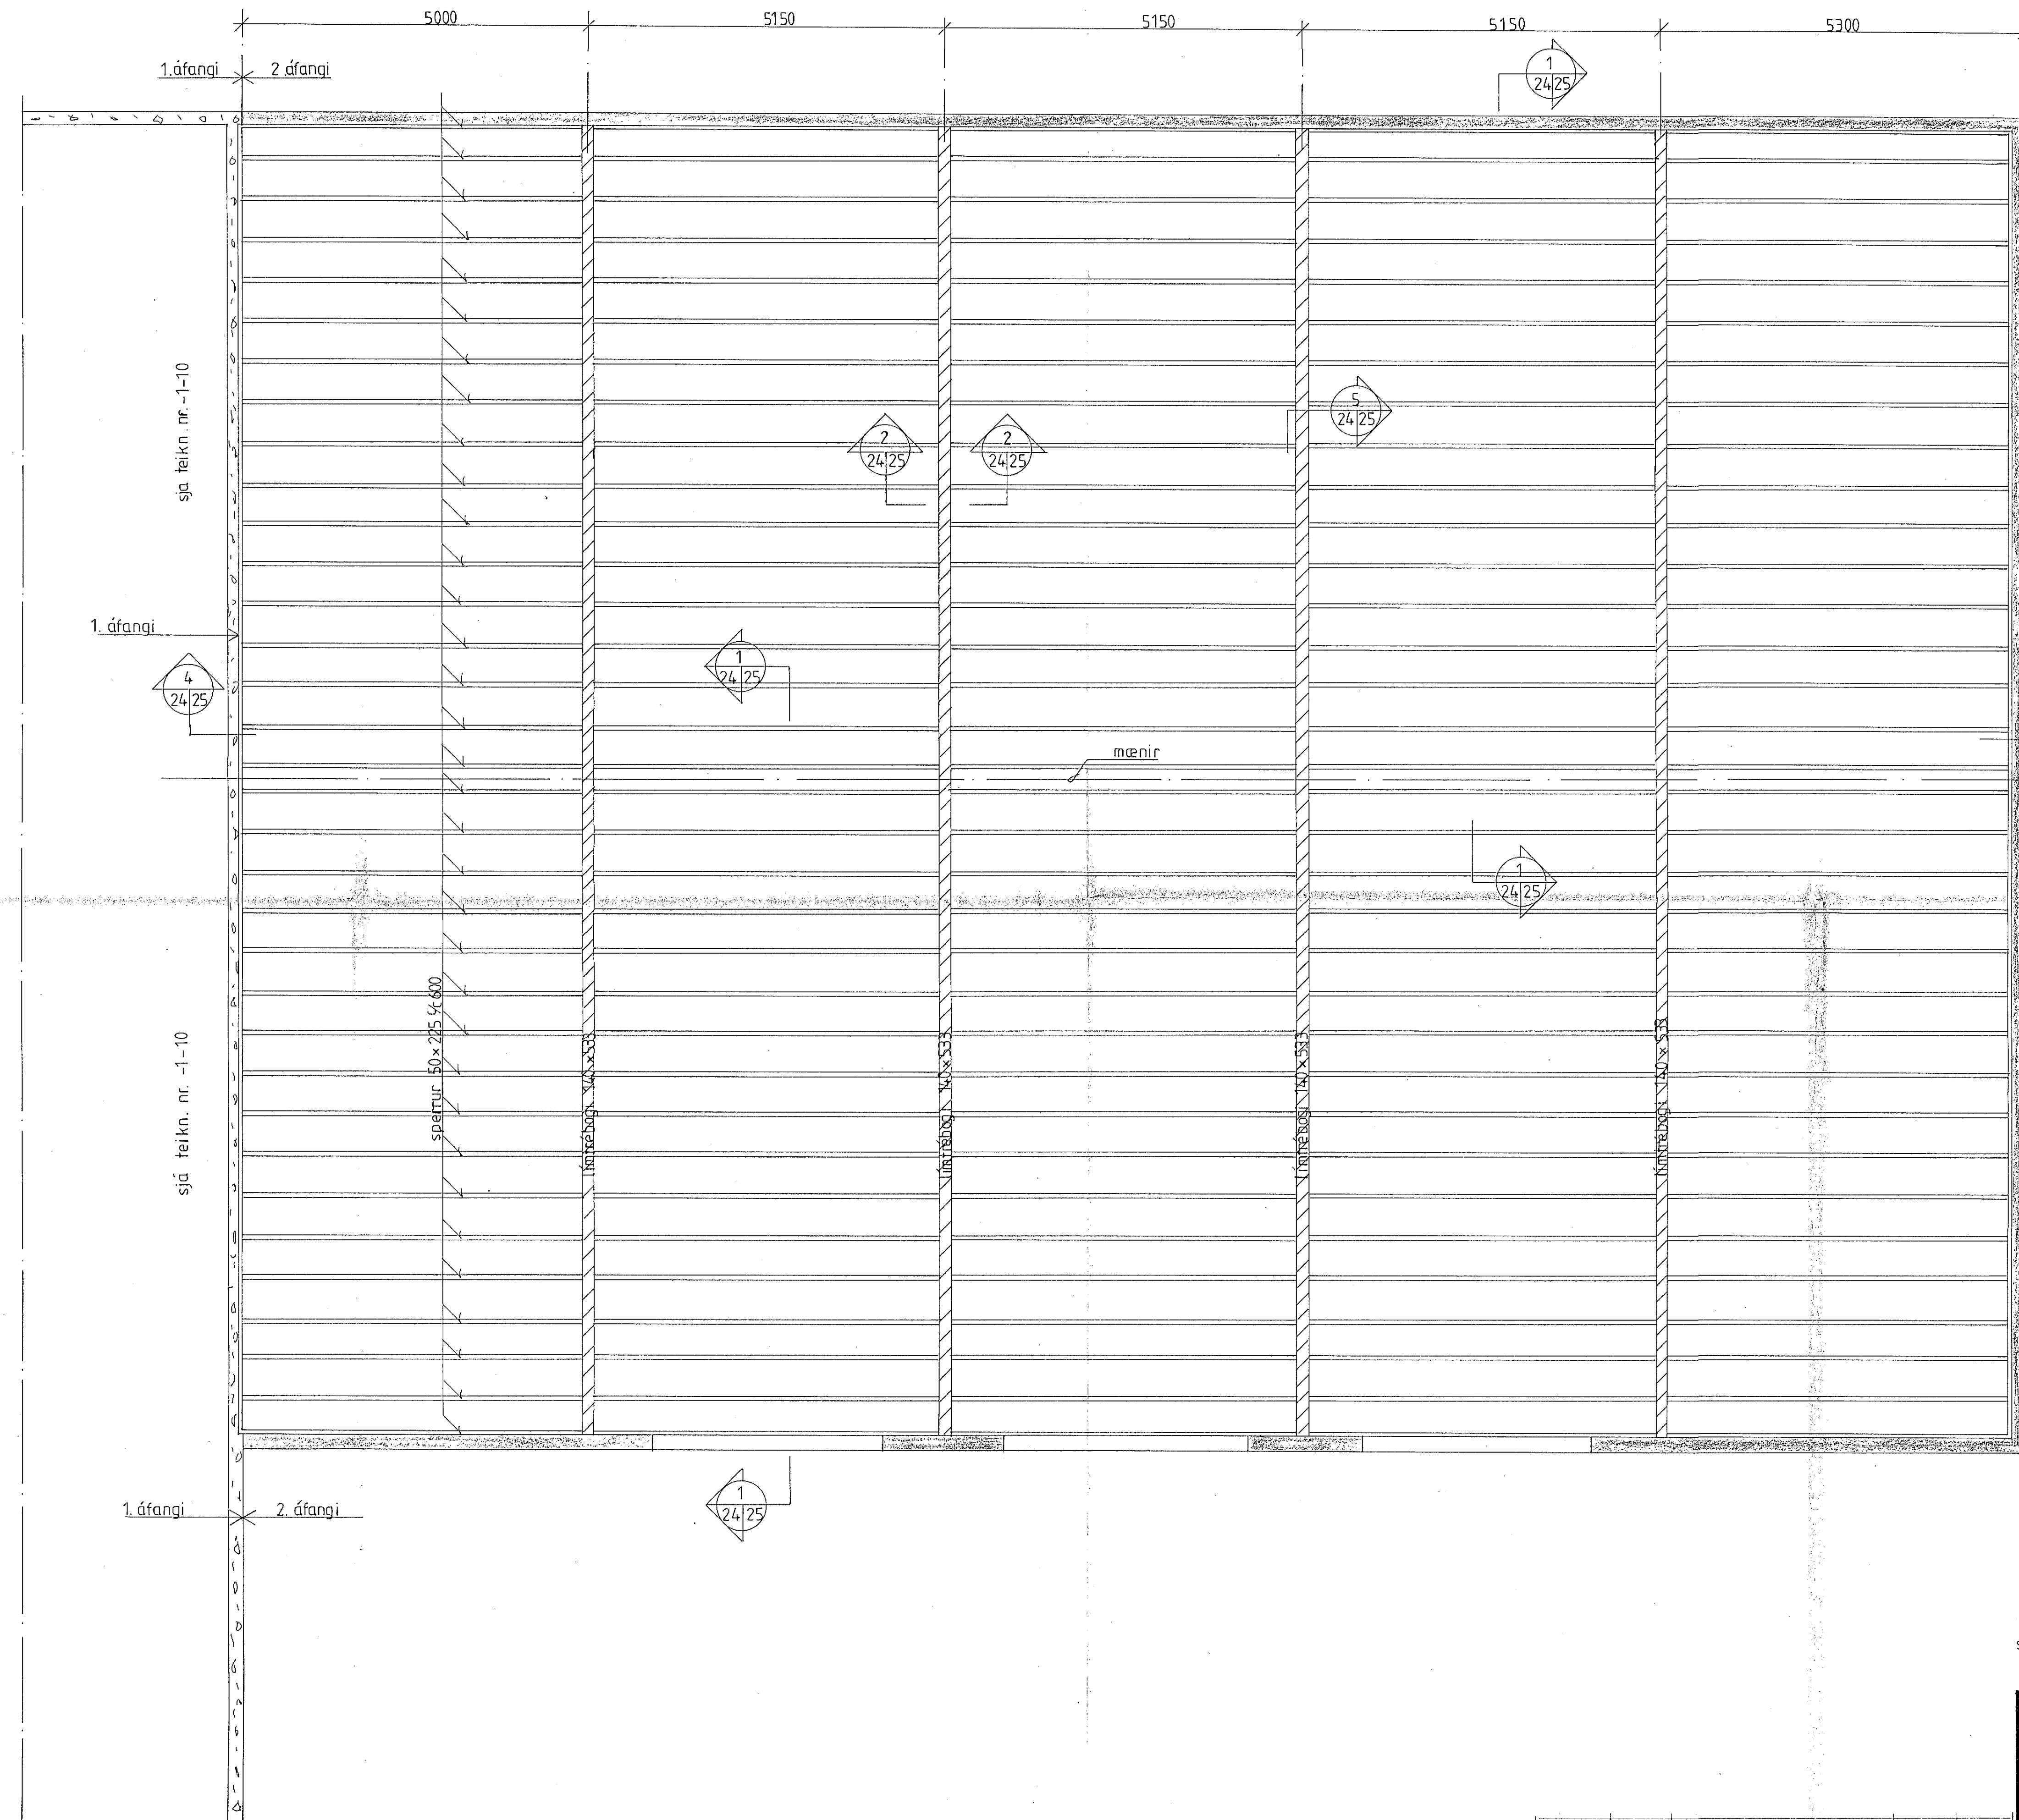 5000
5150
5150
5150
5300
1. áfangi
2. áfangi
1
24 25
sja teikn. nr. -1-10
5
24 25
2
24 25
2
24 25
1. áfangi
1
24 25
4
24 25
mænir
1
24 25
sperrur 50 x 225 c/c 600
límtrébogi 140 x 533
límtrébogi 140 x 533
límtrébogi 140 x 533
límtrébogi 140 x 533
sjá teikn. nr. -1-10
1. áfangi
2. áfangi
1
24 25